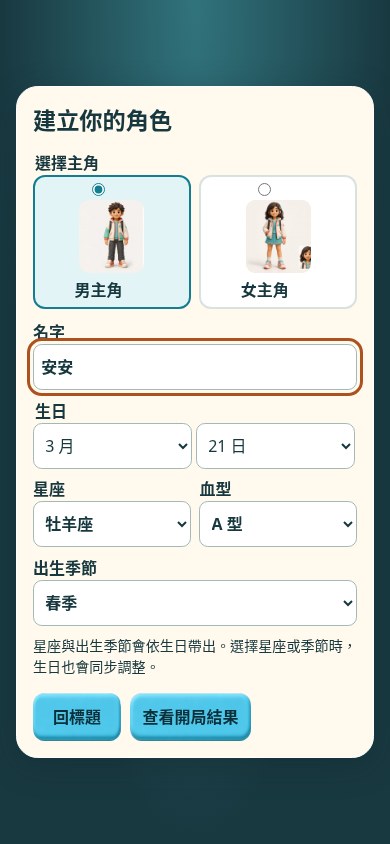 建立你的角色
選擇主角
男主角
女主角
名字
安安
生日
3 月
21 日
星座
血型
牡羊座
A 型
出生季節
春季
星座與出生季節會依生日帶出。選擇星座或季節時，
生日也會同步調整。
回標題
查看開局結果